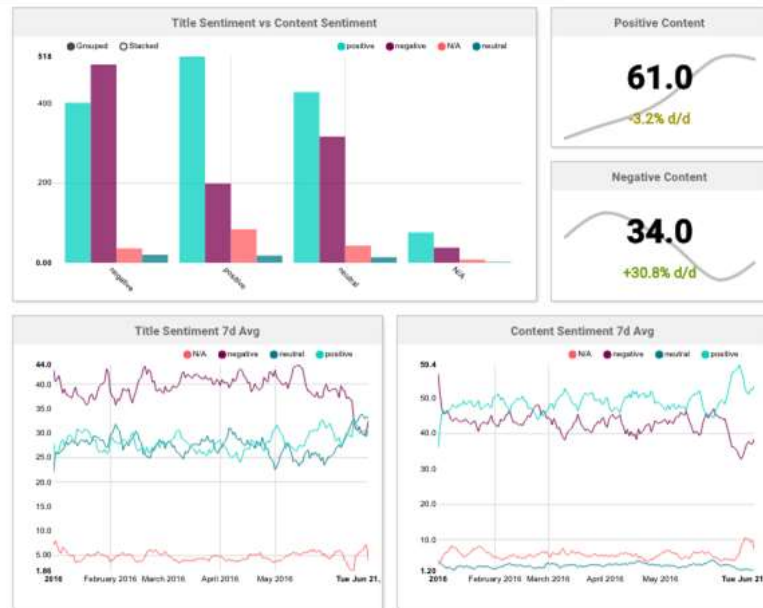 Title Sentiment vs Content Sentiment
Grouped Stacked positive negative N/A neutral
518
400
200
0.00
negative positive neutral N/A
Positive Content
61.0
-3.2% d/d
Negative Content
34.0
+30.8% d/d
Title Sentiment 7d Avg
N/A negative neutral positive
44.0
40.0
35.0
30.0
25.0
20.0
15.0
10.0
5.00
1.86
2016 February 2016 March 2016 April 2016 May 2016 Tue Jun 21,
Content Sentiment 7d Avg
N/A negative neutral positive
59.4
50.0
40.0
30.0
20.0
10.0
1.20
2016 February 2016 March 2016 April 2016 May 2016 Tue Jun 21,